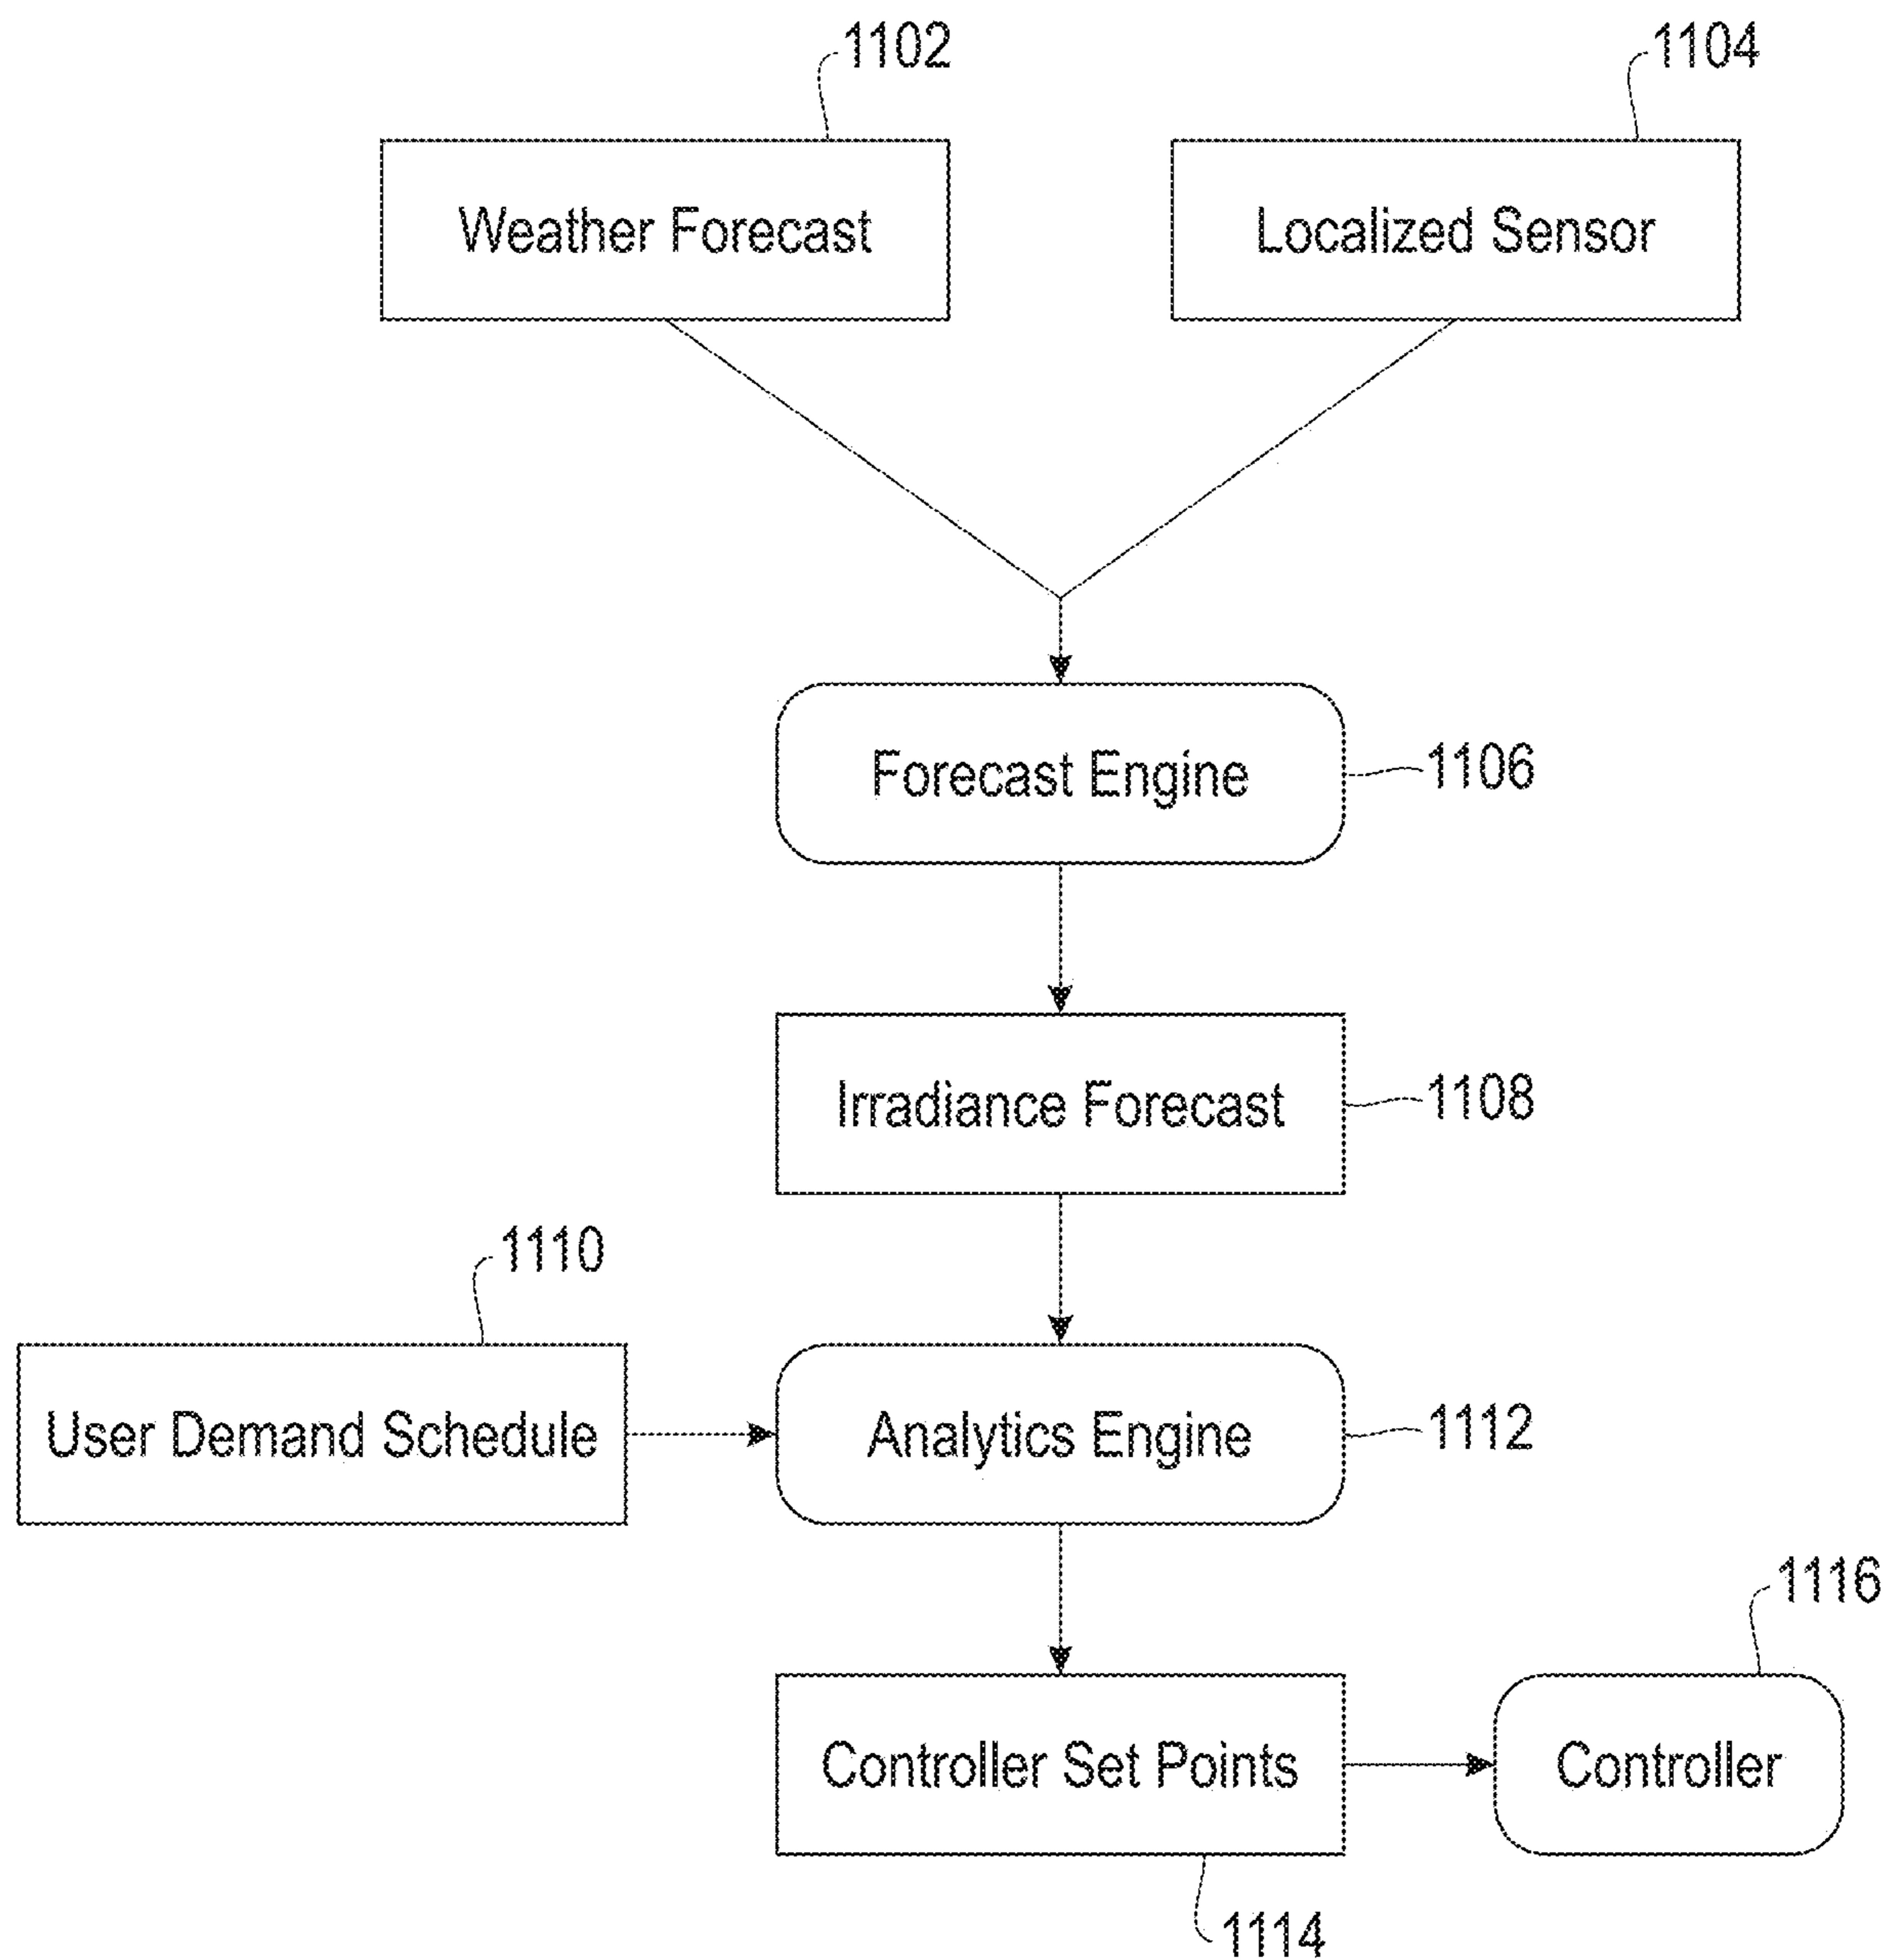 1102
1104
Weather Forecast
Localized Sensor
Forecast Engine
1106
Irradiance Forecast
1108
1110
User Demand Schedule
Analytics Engine
1112
1116
Controller Set Points
Controller
1114